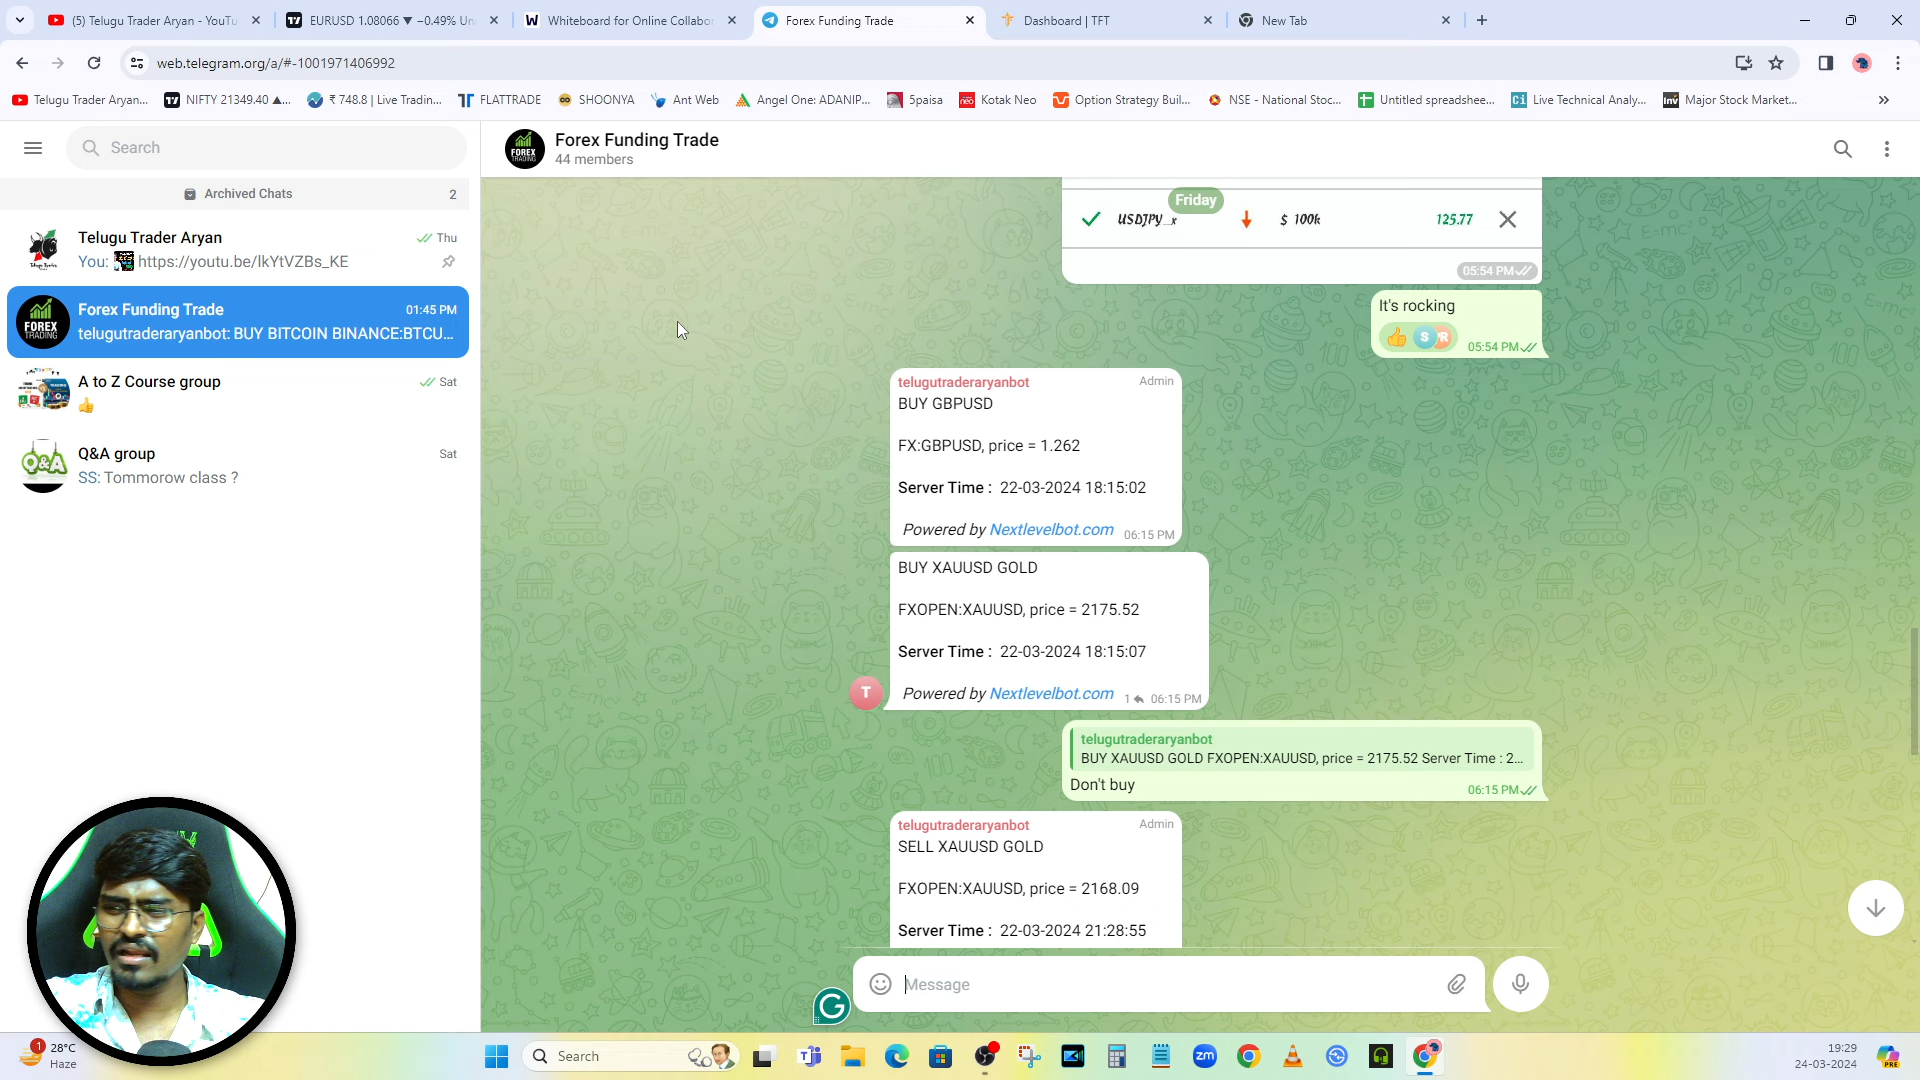 (5) Telugu Trader Aryan - YouTu
EURUSD 1.08066 ▼ −0.49% Un
Whiteboard for Online Collabor
Forex Funding Trade
Dashboard | TFT
New Tab
web.telegram.org/a/#-1001971406992
Telugu Trader Aryan...
NIFTY 21349.40 ▲...
₹ 748.8 | Live Tradin...
FLATTRADE
SHOONYA
Ant Web
Angel One: ADANIP...
5paisa
Kotak Neo
Option Strategy Buil...
NSE - National Stoc...
Untitled spreadshee...
Live Technical Analy...
Major Stock Market...
Search
Archived Chats
2
Telugu Trader Aryan
Thu
You: https://youtu.be/lkYtVZBs_KE
Forex Funding Trade
01:45 PM
telugutraderaryanbot: BUY BITCOIN BINANCE:BTCU...
A to Z Course group
Sat
👍
Q&A group
Sat
SS: Tommorow class ?
Forex Funding Trade
44 members
Friday
USDJPY_x
$ 100k
125.77
05:54 PM
It's rocking
👍 S R
05:54 PM
telugutraderaryanbot
Admin
BUY GBPUSD
FX:GBPUSD, price = 1.262
Server Time : 22-03-2024 18:15:02
Powered by Nextlevelbot.com
06:15 PM
BUY XAUUSD GOLD
FXOPEN:XAUUSD, price = 2175.52
Server Time : 22-03-2024 18:15:07
Powered by Nextlevelbot.com
1
06:15 PM
T
telugutraderaryanbot
BUY XAUUSD GOLD FXOPEN:XAUUSD, price = 2175.52 Server Time : 2...
Don't buy
06:15 PM
telugutraderaryanbot
Admin
SELL XAUUSD GOLD
FXOPEN:XAUUSD, price = 2168.09
Server Time : 22-03-2024 21:28:55
Message
1
28°C
Haze
Search
19:29
24-03-2024